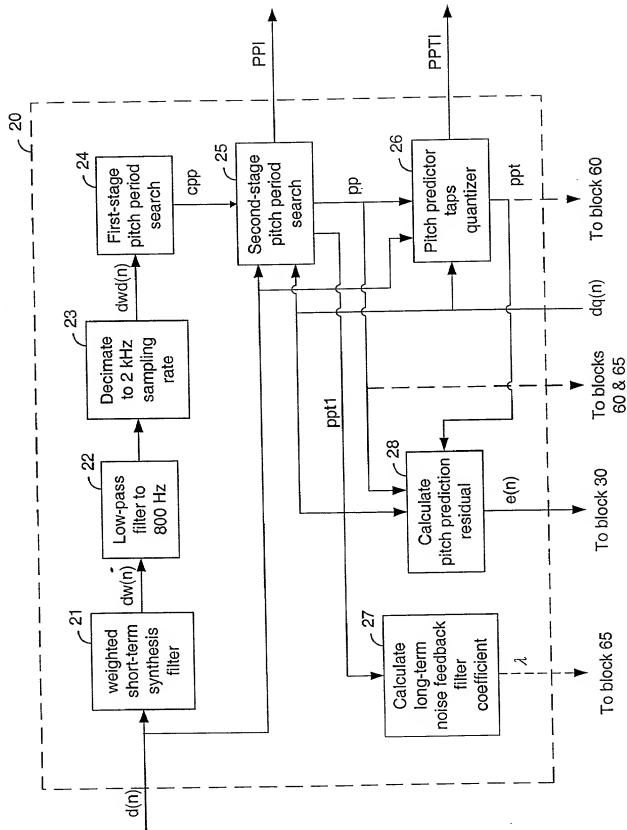 20
d(n)
21
weighted
short-term
synthesis
filter
dw(n)
22
Low-pass
filter to
800 Hz
23
Decimate
to 2 kHz
sampling
rate
dwd(n)
24
First-stage
pitch period
search
cpp
25
Second-stage
pitch period
search
PPI
ppt1
pp
26
Pitch predictor
taps
quantizer
PPTI
ppt
27
Calculate
long-term
noise feedback
filter
coefficient
λ
28
Calculate
pitch prediction
residual
e(n)
To block 65
To block 30
To blocks
60 & 65
dq(n)
To block 60